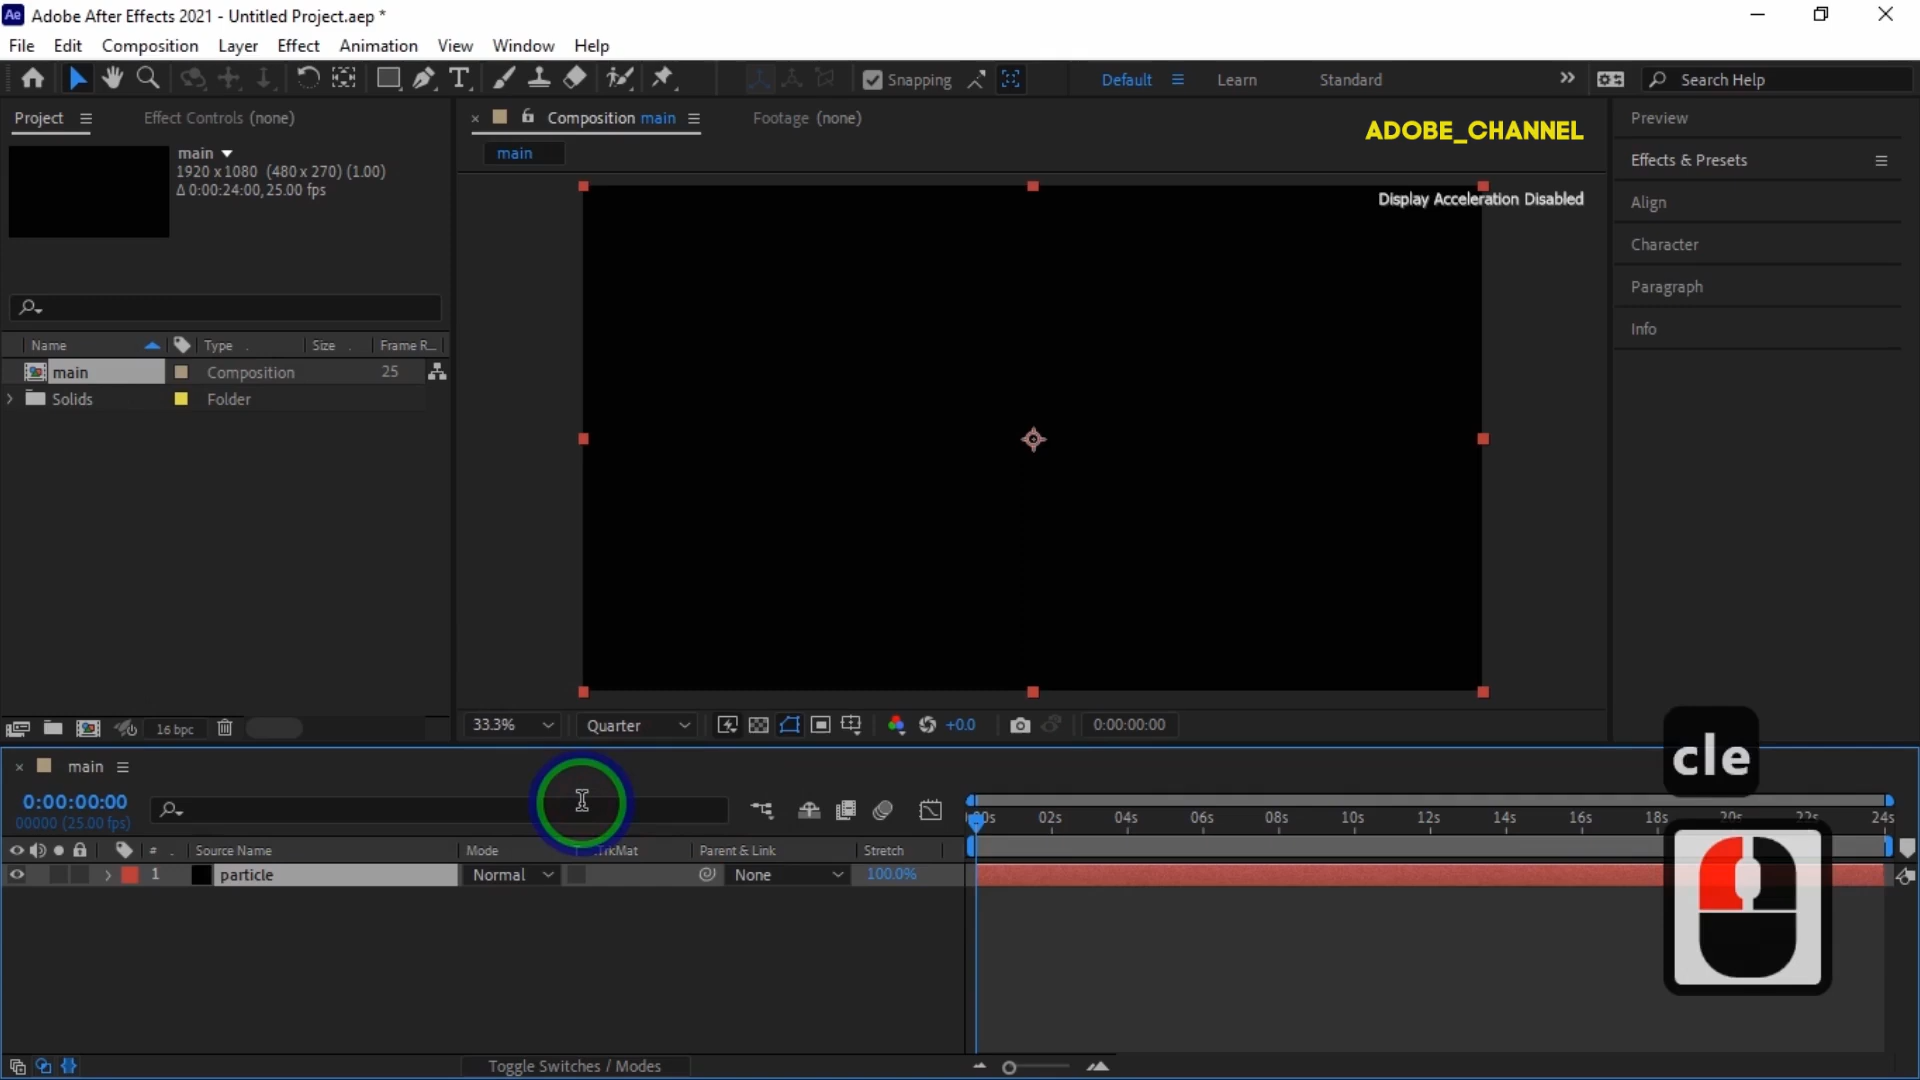 Ae Adobe After Effects 2021 - Untitled Project.aep *
File Edit Composition Layer Effect Animation View Window Help
T Snapping Default Learn Standard Search Help
Project Effect Controls (none)
Composition main
Footage (none)
main
ADOBE_CHANNEL
Display Acceleration Disabled
main
1920 x 1080 (480 x 270) (1.00)
Δ 0:00:24:00, 25.00 fps
Name Type Size Frame R...
main Composition 25
Solids Folder
16 bpc
33.3% Quarter +0.0 0:00:00:00
Preview
Effects & Presets
Align
Character
Paragraph
Info
cle
main
0:00:00:00
00000 (25.00 fps)
# Source Name Mode T TrkMat Parent & Link Stretch
1 particle Normal None 100.0%
00s 02s 04s 06s 08s 10s 12s 14s 16s 18s 20s 22s 24s
Toggle Switches / Modes